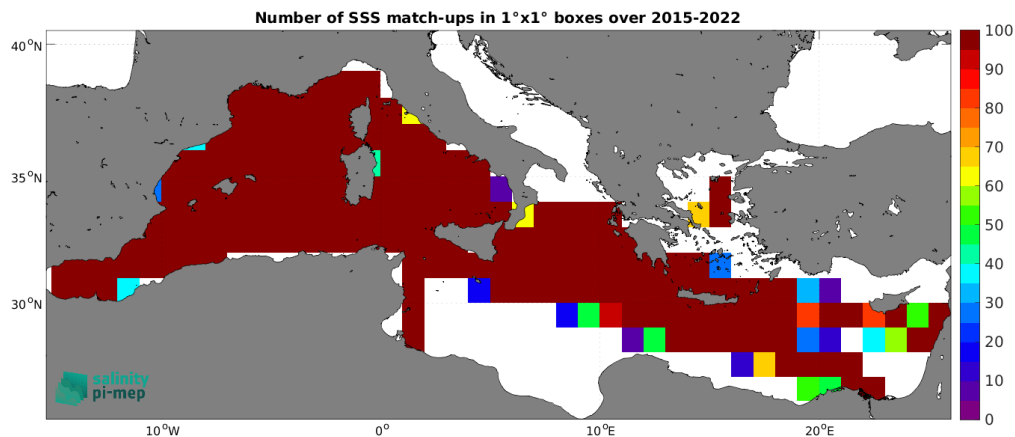 Number of SSS match-ups in 1°x1° boxes over 2015-2022
40°N
35°N
30°N
10°W
0°
10°E
20°E
100
90
80
70
60
50
40
30
20
10
0
salinity
pi-mep